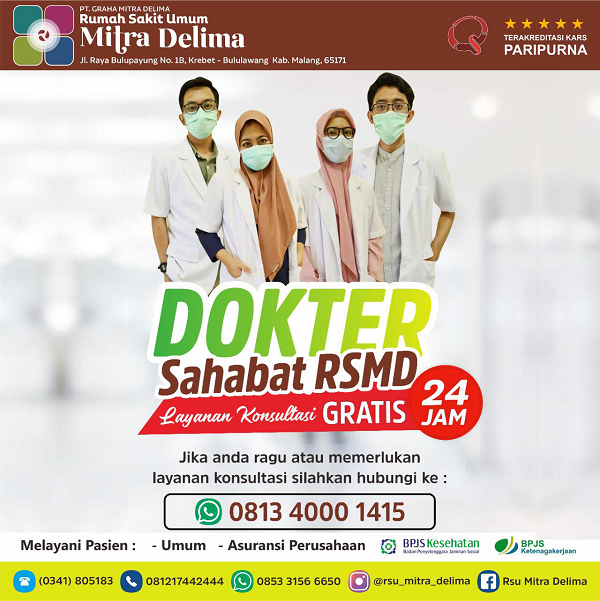 PT. GRAHA MITRA DELIMA
Rumah Sakit Umum
Mitra Delima
Jl. Raya Bulupayung No. 1B, Krebet - Bululawang Kab. Malang, 65171
TERAKREDITASI KARS
PARIPURNA
DOKTER
Sahabat RSMD
Layanan Konsultasi GRATIS
24
JAM
Jika anda ragu atau memerlukan
layanan konsultasi silahkan hubungi ke :
0813 4000 1415
Melayani Pasien : - Umum - Asuransi Perusahaan
BPJS Kesehatan
Badan Penyelenggara Jaminan Sosial
BPJS
Ketenagakerjaan
(0341) 805183
081217442444
0853 3156 6650
@rsu_mitra_delima
Rsu Mitra Delima